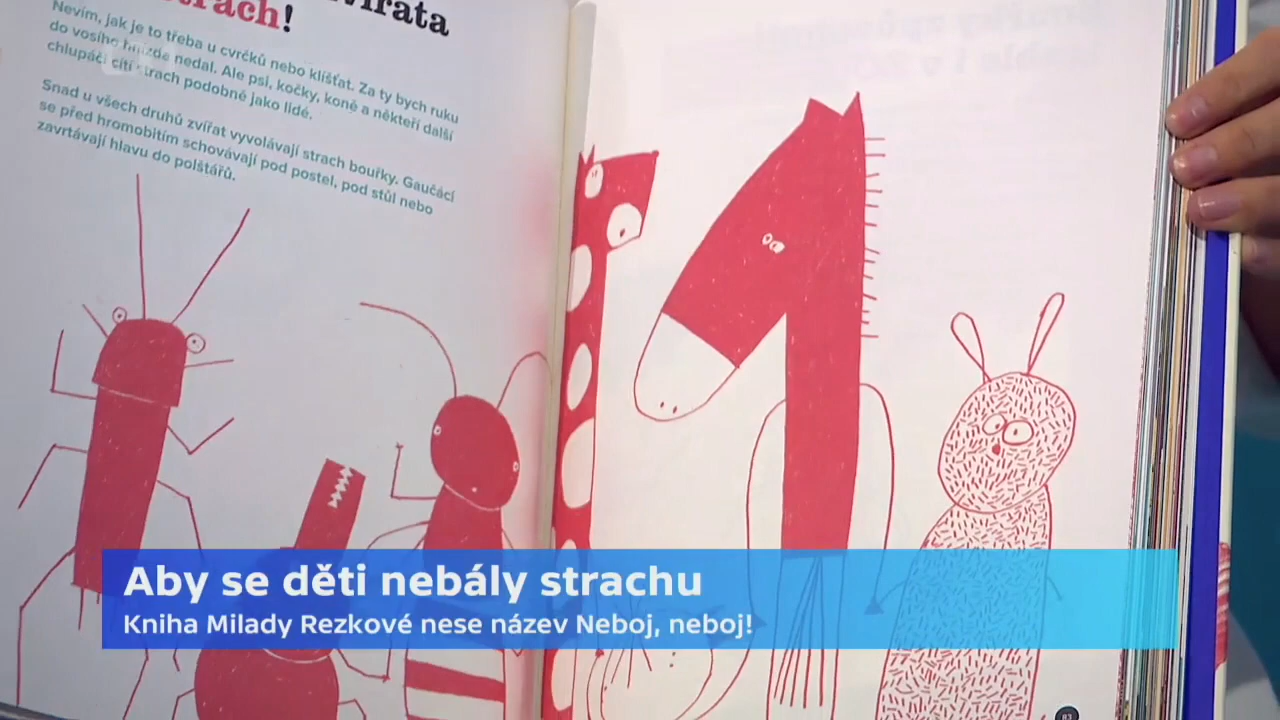 strach!
Nevím, jak je to třeba u cvrčků nebo klíšťat. Za ty bych ruku
do vosího hnízda nedal. Ale psi, kočky, koně a někteří další
chlupáči cítí strach podobně jako lidé.
Snad u všech druhů zvířat vyvolávají strach bouřky. Gaučáci
se před hromobitím schovávají pod postel, pod stůl nebo
zavrtávají hlavu do polštářů.
Aby se děti nebály strachu
Kniha Milady Rezkové nese název Neboj, neboj!